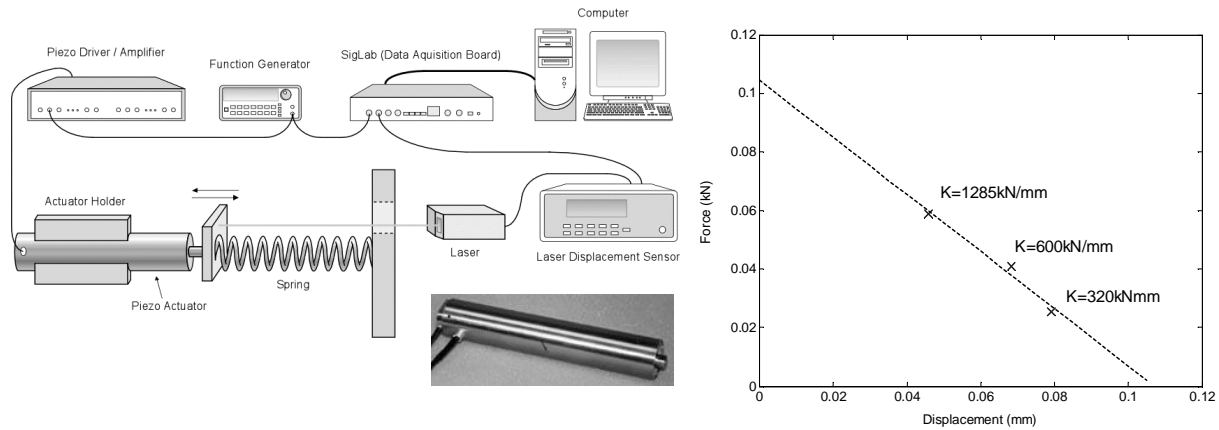 Computer
Piezo Driver / Amplifier
SigLab (Data Aquisition Board)
Function Generator
Actuator Holder
Laser
Laser Displacement Sensor
Spring
Piezo Actuator
0.12
0.1
0.08
0.06
0.04
0.02
0
Force (kN)
K=1285kN/mm
K=600kN/mm
K=320kNmm
0
0.02
0.04
0.06
0.08
0.1
0.12
Displacement (mm)